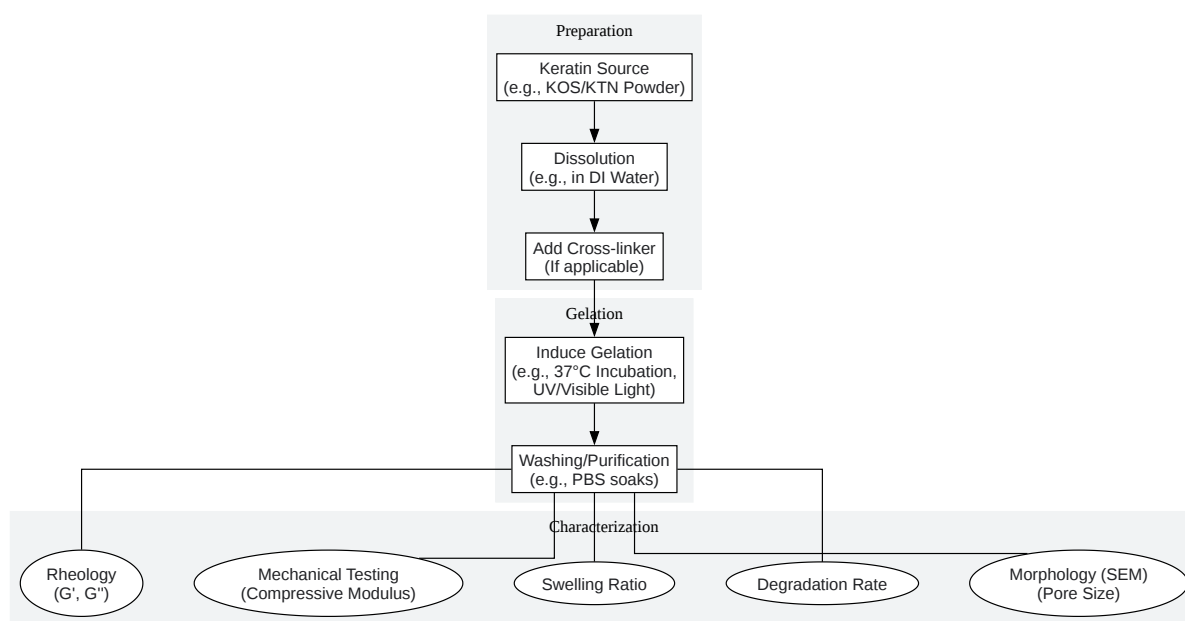 Preparation
Keratin Source
(e.g., KOS/KTN Powder)
Dissolution
(e.g., in DI Water)
Add Cross-linker
(If applicable)
Gelation
Induce Gelation
(e.g., 37°C Incubation,
UV/Visible Light)
Washing/Purification
(e.g., PBS soaks)
Characterization
Rheology
(G', G'')
Mechanical Testing
(Compressive Modulus)
Swelling Ratio
Degradation Rate
Morphology (SEM)
(Pore Size)